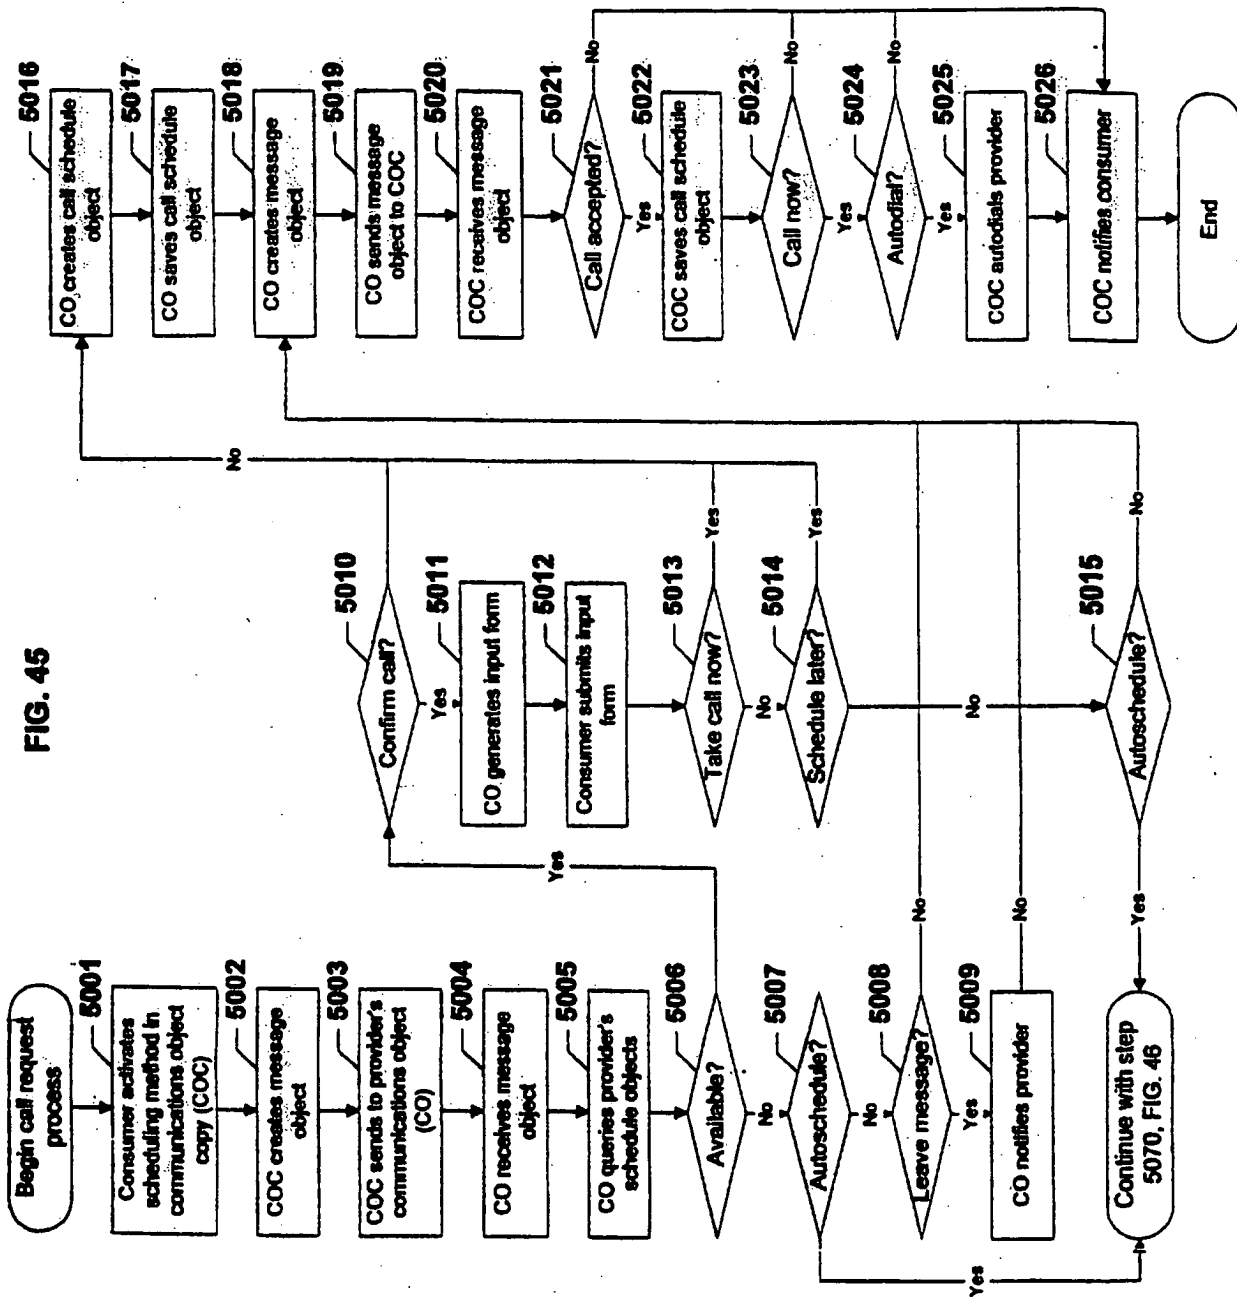 FIG. 45
Begin call request
process
5001
Consumer activates
scheduling method in
communications object
copy (COC)
5002
COC creates message
object
5003
COC sends to provider's
communications object
(CO)
5004
CO receives message
object
5005
CO queries provider's
schedule objects
5006
Available?
Yes
No
5007
Autoschedule?
Yes
No
5008
Leave message?
No
Yes
5009
CO notifies provider
No
Continue with step
5070, FIG. 46
5010
Confirm call?
No
Yes
5011
CO generates input form
5012
Consumer submits input
form
5013
Take call now?
Yes
No
5014
Schedule later?
Yes
No
5015
Autoschedule?
No
Yes
5016
CO creates call schedule
object
5017
CO saves call schedule
object
5018
CO creates message
object
5019
CO sends message
object to COC
5020
COC receives message
object
5021
Call accepted?
No
Yes
5022
COC saves call schedule
object
5023
Call now?
No
Yes
5024
Autodial?
No
Yes
5025
COC autodials provider
5026
COC notifies consumer
End